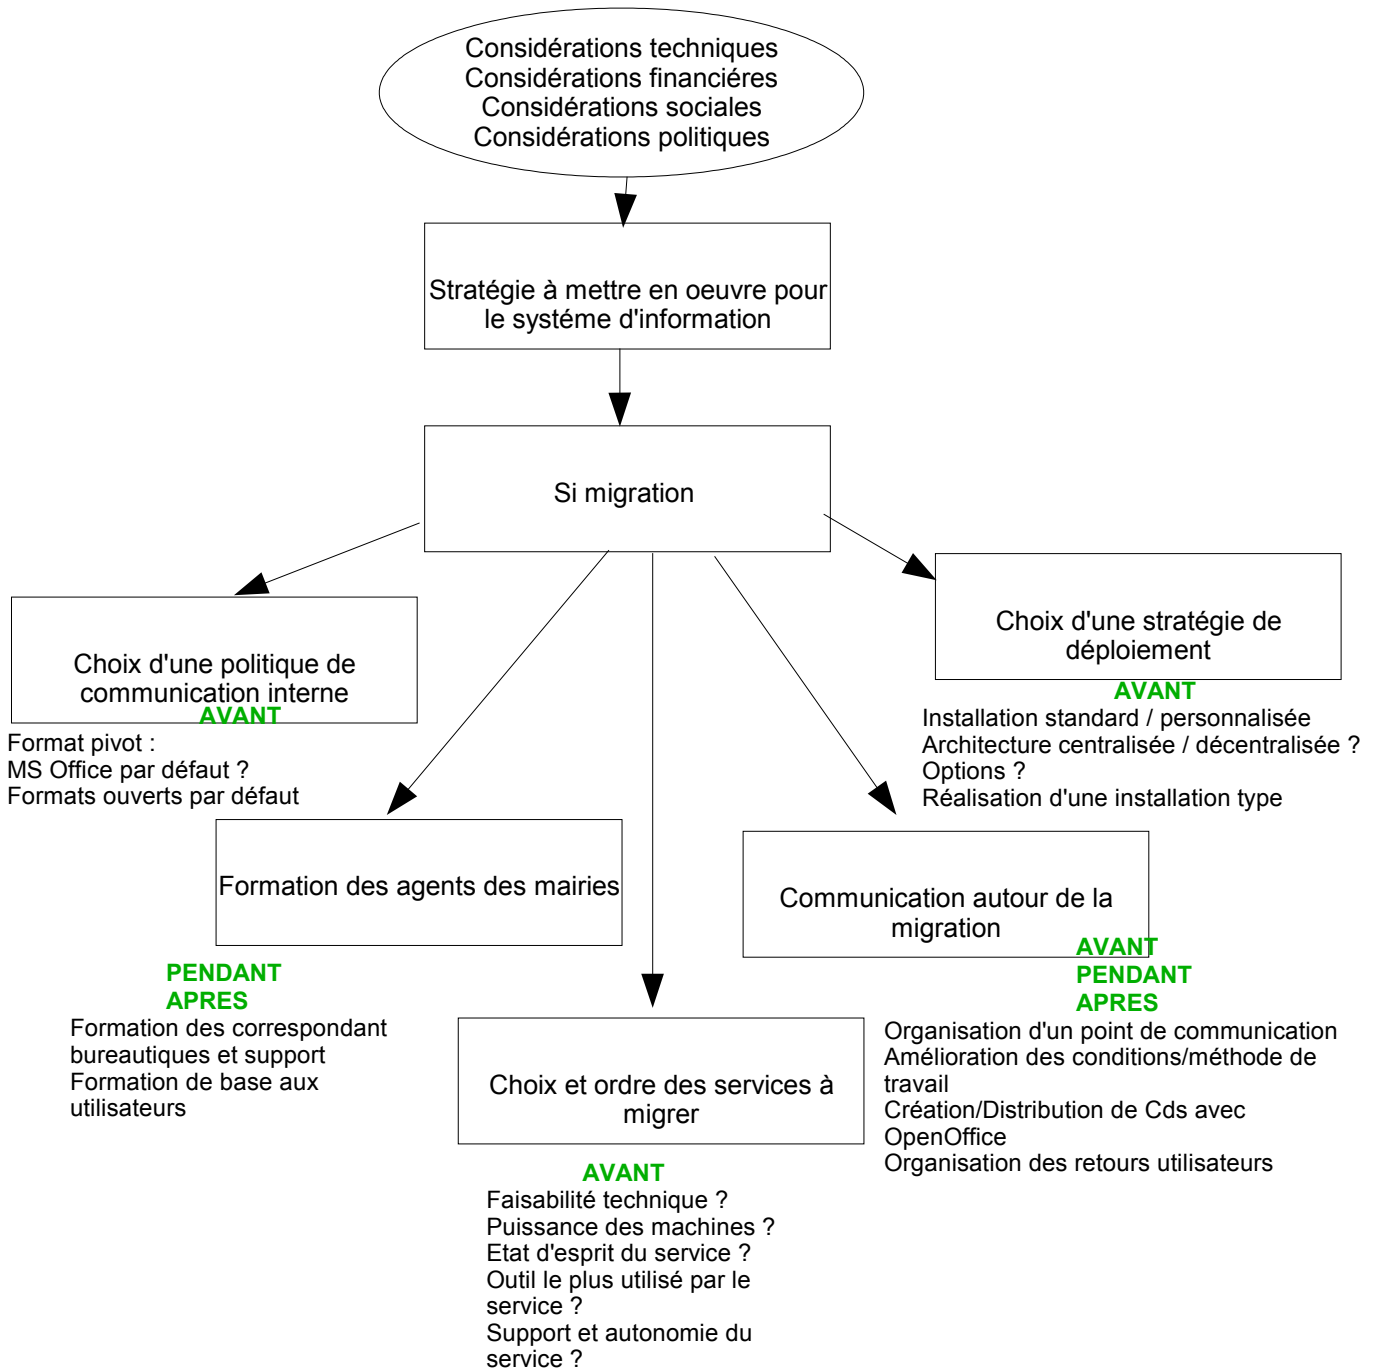 Considérations techniques
Considérations financiéres
Considérations sociales
Considérations politiques
Stratégie à mettre en oeuvre pour
le systéme d'information
Si migration
Choix d'une politique de
communication interne
AVANT
Format pivot :
MS Office par défaut ?
Formats ouverts par défaut
Choix d'une stratégie de
déploiement
AVANT
Installation standard / personnalisée
Architecture centralisée / décentralisée ?
Options ?
Réalisation d'une installation type
Formation des agents des mairies
PENDANT
APRES
Formation des correspondant
bureautiques et support
Formation de base aux
utilisateurs
Communication autour de la
migration
AVANT
PENDANT
APRES
Organisation d'un point de communication
Amélioration des conditions/méthode de
travail
Création/Distribution de Cds avec
OpenOffice
Organisation des retours utilisateurs
Choix et ordre des services à
migrer
AVANT
Faisabilité technique ?
Puissance des machines ?
Etat d'esprit du service ?
Outil le plus utilisé par le
service ?
Support et autonomie du
service ?